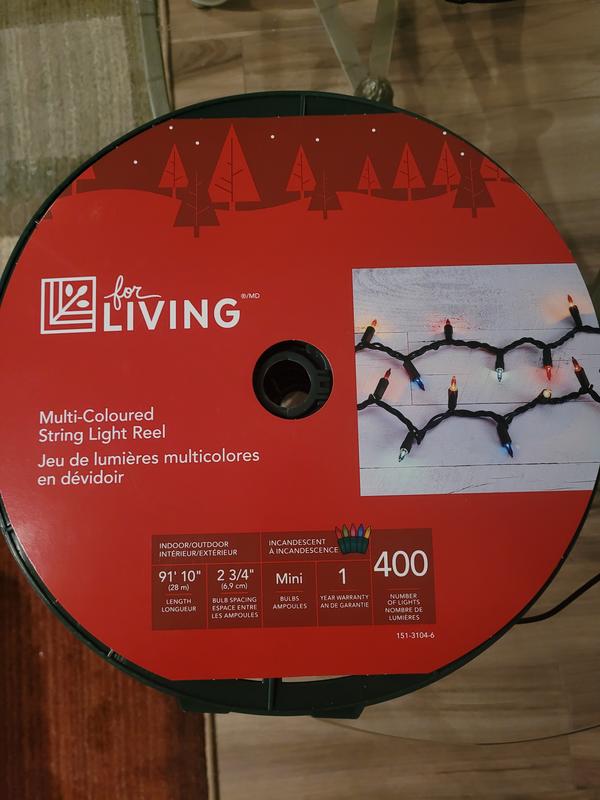 for
LIVING ®/MD
Multi-Coloured
String Light Reel
Jeu de lumières multicolores
en dévidoir
INDOOR/OUTDOOR
INTÉRIEUR/EXTÉRIEUR
INCANDESCENT
À INCANDESCENCE
91' 10"
(28 m)
LENGTH
LONGUEUR
2 3/4"
(6,9 cm)
BULB SPACING
ESPACE ENTRE
LES AMPOULES
Mini
BULBS
AMPOULES
1
YEAR WARRANTY
AN DE GARANTIE
400
NUMBER
OF LIGHTS
NOMBRE DE
LUMIÈRES
151-3104-6